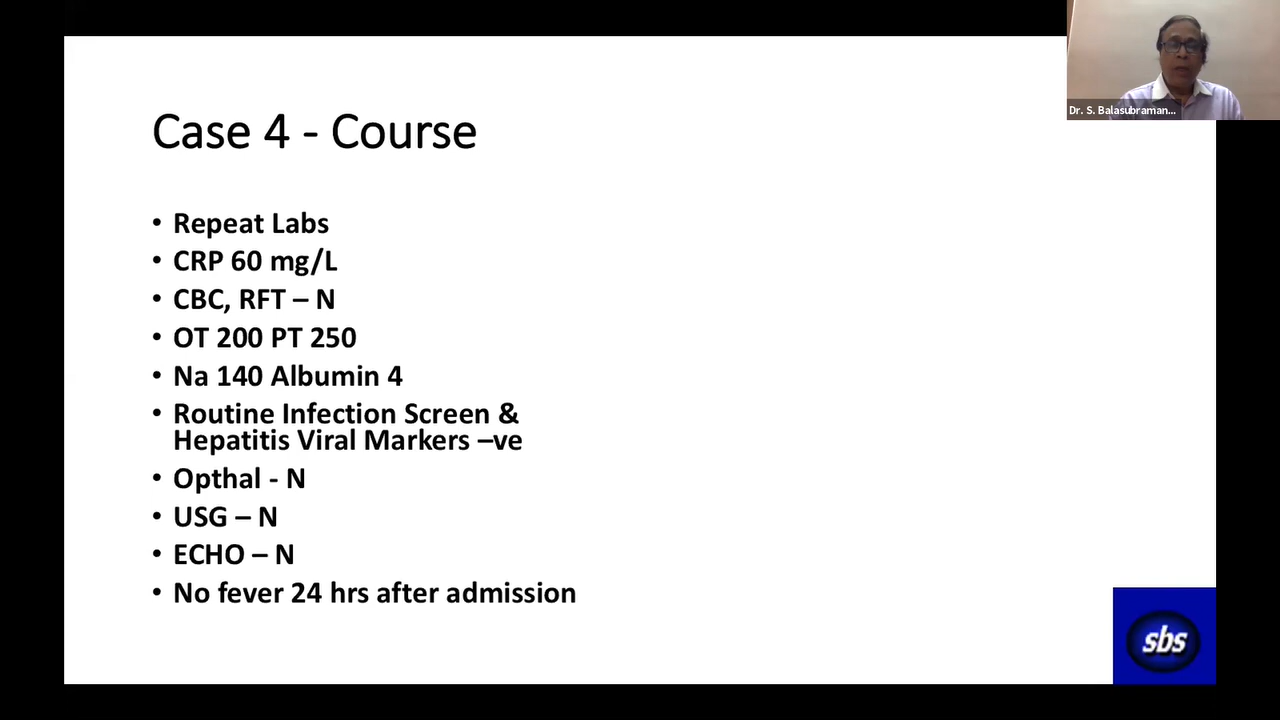 Dr. S. Balasubraman...
Case 4 - Course
• Repeat Labs
• CRP 60 mg/L
• CBC, RFT – N
• OT 200 PT 250
• Na 140 Albumin 4
• Routine Infection Screen &
Hepatitis Viral Markers –ve
• Opthal - N
• USG – N
• ECHO – N
• No fever 24 hrs after admission
sbs